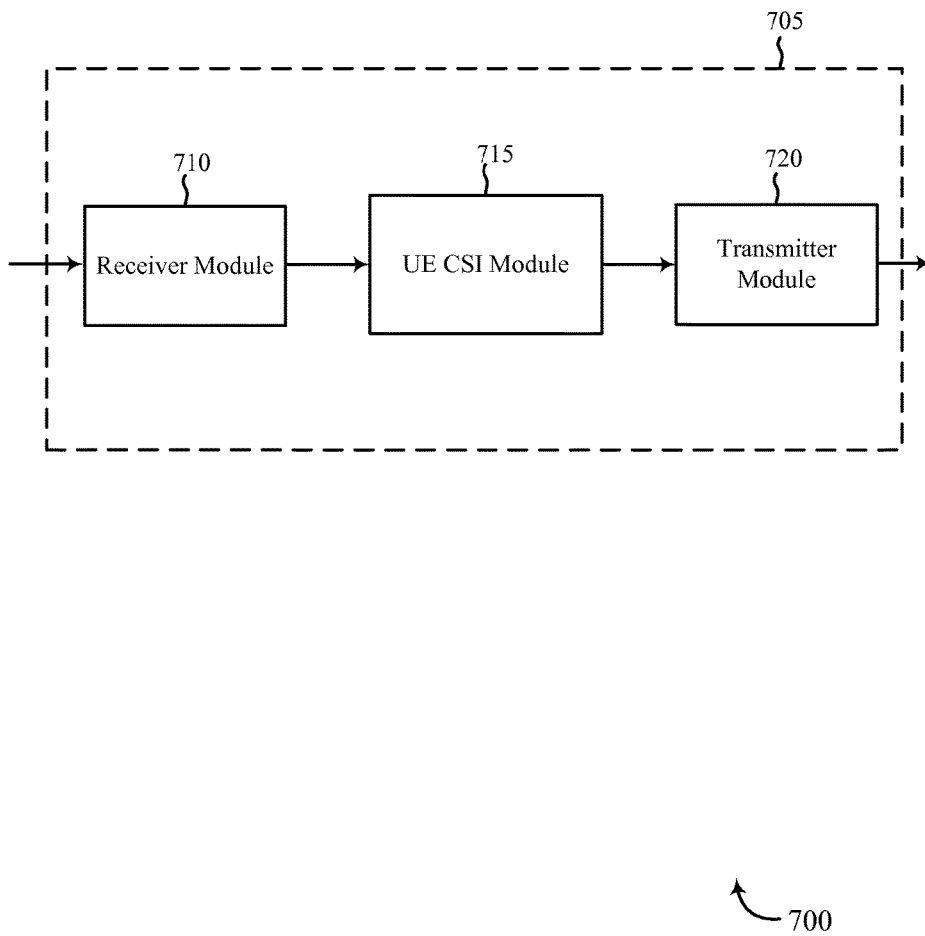 705
710
715
720
Receiver Module
UE CSI Module
Transmitter
Module
700